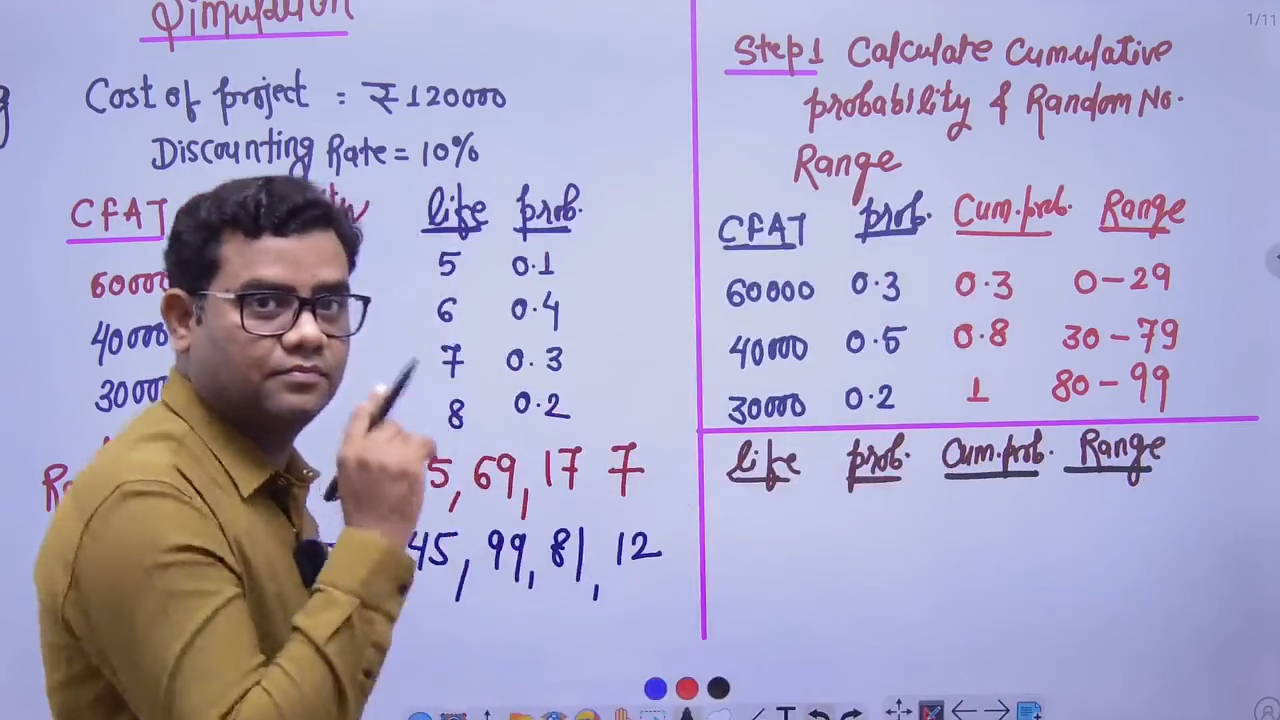 Simulation
Cost of project : ₹ 120000
Discounting Rate = 10%
CFAT life prob.
60000 5 0.1
40000 6 0.4
30000 7 0.3
8 0.2
5, 69, 17 7
45, 99, 81, 12
1/11
Step1 Calculate Cumulative
probability & Random No.
Range
CFAT prob. Cum.prob. Range
60000 0.3 0.3 0-29
40000 0.5 0.8 30-79
30000 0.2 1 80-99
life prob. Cum.prob. Range